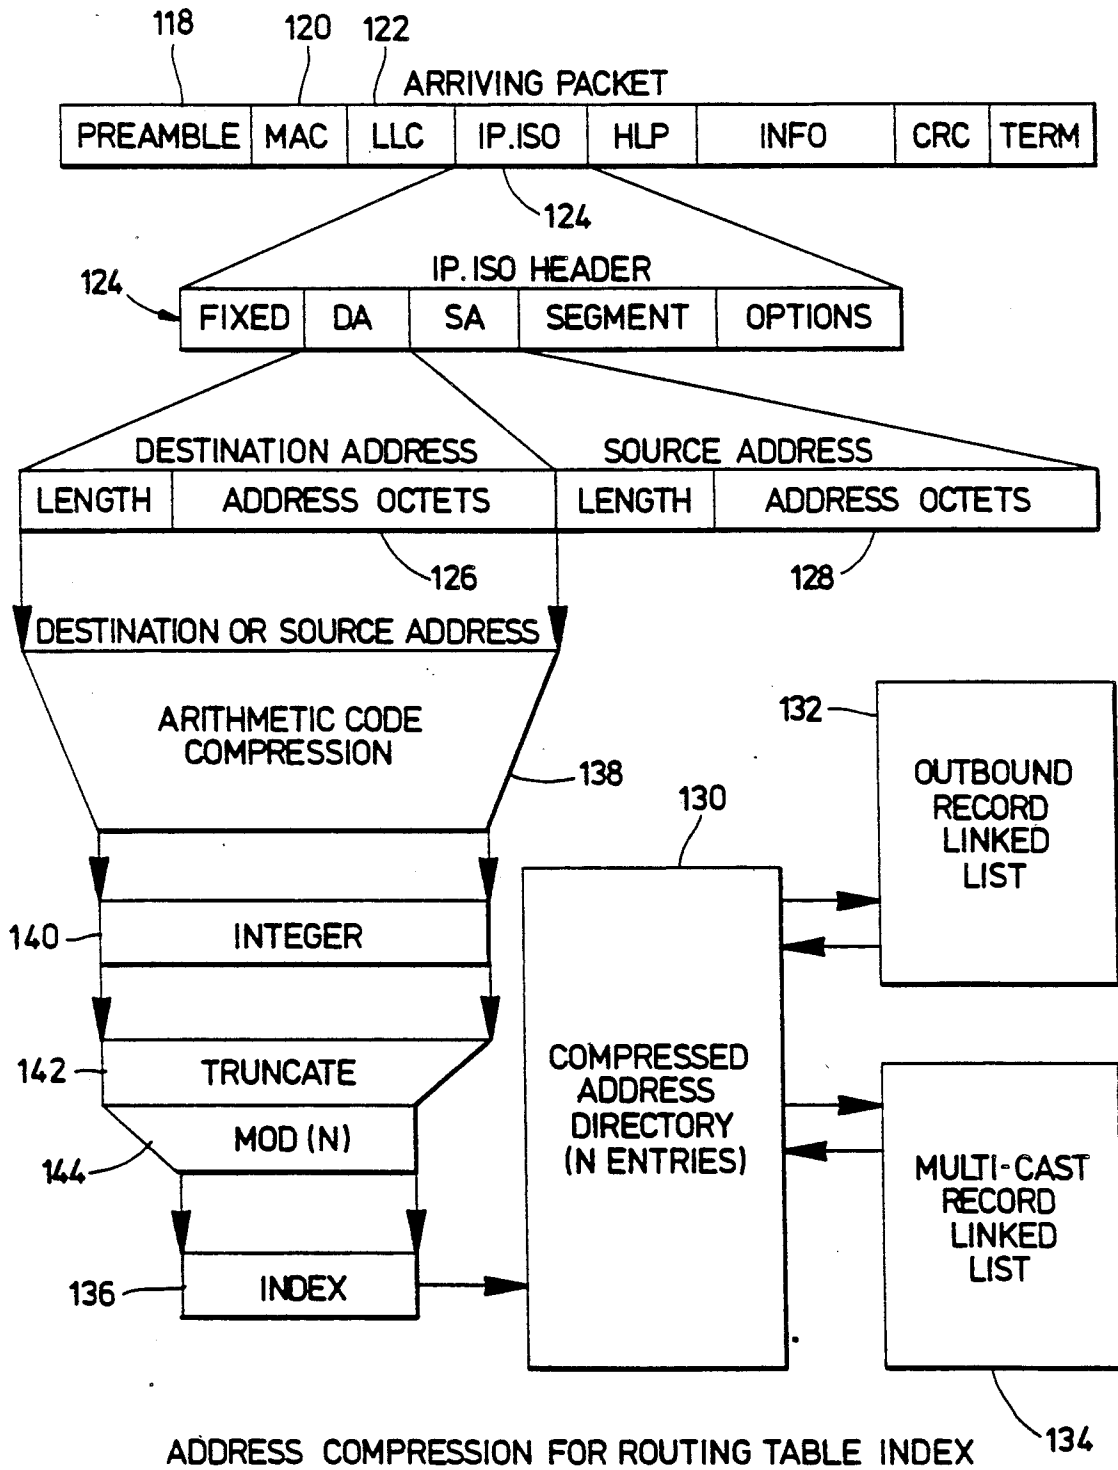 118 120 122
ARRIVING PACKET
PREAMBLE MAC LLC IP.ISO HLP INFO CRC TERM
124
IP.ISO HEADER
124
FIXED DA SA SEGMENT OPTIONS
DESTINATION ADDRESS SOURCE ADDRESS
LENGTH ADDRESS OCTETS LENGTH ADDRESS OCTETS
126 128
DESTINATION OR SOURCE ADDRESS
ARITHMETIC CODE
COMPRESSION
138
130
132
OUTBOUND
RECORD
LINKED
LIST
140
INTEGER
142
TRUNCATE
144
MOD (N)
136
INDEX
COMPRESSED
ADDRESS
DIRECTORY
(N ENTRIES)
MULTI-CAST
RECORD
LINKED
LIST
134
ADDRESS COMPRESSION FOR ROUTING TABLE INDEX